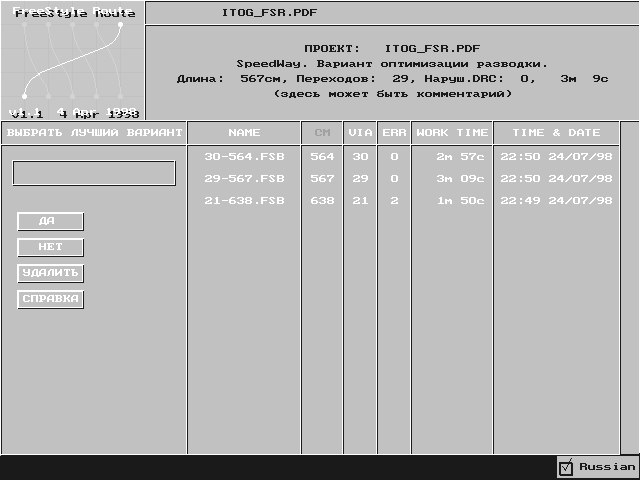 FreeStyle Route
v1.1 4 Apr 1998
ITOG_FSR.PDF
ПРОЕКТ: ITOG_FSR.PDF
SpeedWay. Вариант оптимизации разводки.
Длина: 567см, Переходов: 29, Наруш.DRC: 0, 3м 9с
(здесь может быть комментарий)
ВЫБРАТЬ ЛУЧШИЙ ВАРИАНТ NAME СМ VIA ERR WORK TIME TIME & DATE
30-564.FSB 564 30 0 2м 57с 22:50 24/07/98
29-567.FSB 567 29 0 3м 09с 22:50 24/07/98
21-638.FSB 638 21 2 1м 50с 22:49 24/07/98
ДА
НЕТ
УДАЛИТЬ
СПРАВКА
Russian